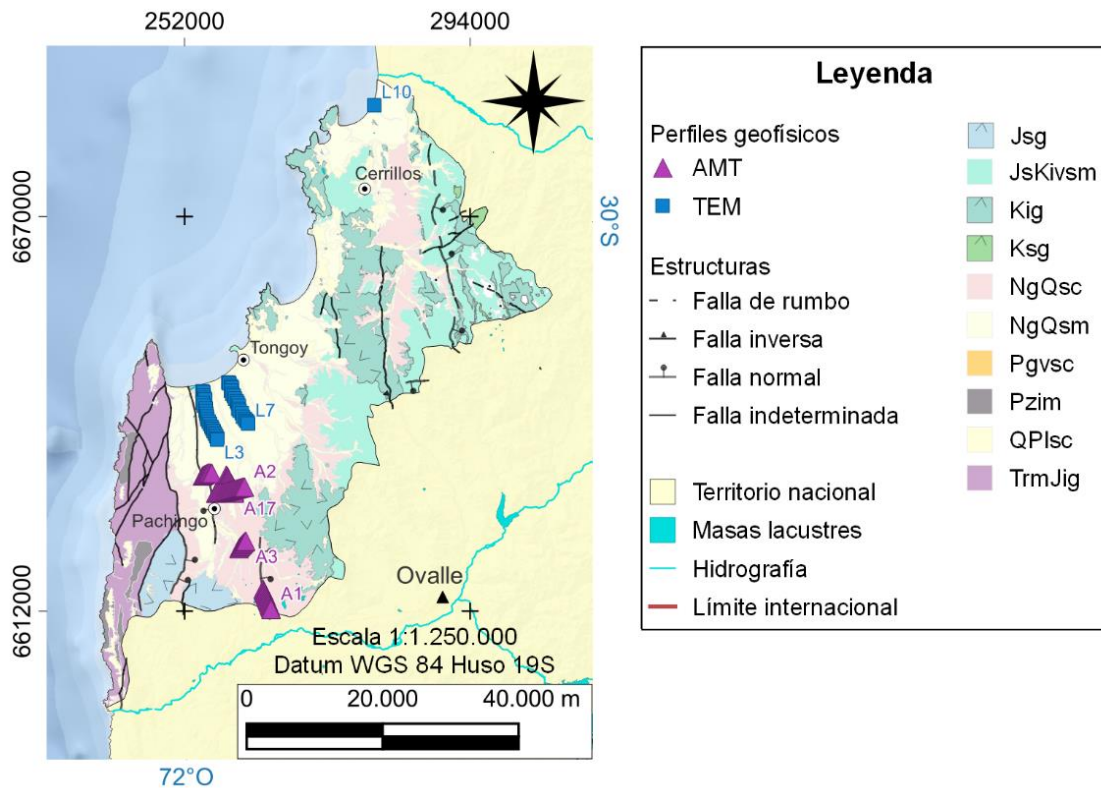 252000
294000
L10
Cerrillos
6670000
30°S
Tongoy
L7
L3
A2
A17
Pachingo
A3
A1
Ovalle
6612000
Escala 1:1.250.000
Datum WGS 84 Huso 19S
0 20.000 40.000 m
72°O
Leyenda
Perfiles geofísicos
AMT
TEM
Estructuras
Falla de rumbo
Falla inversa
Falla normal
Falla indeterminada
Territorio nacional
Masas lacustres
Hidrografía
Límite internacional
Jsg
JsKivsm
Kig
Ksg
NgQsc
NgQsm
Pgvsc
Pzim
QPlsc
TrmJig